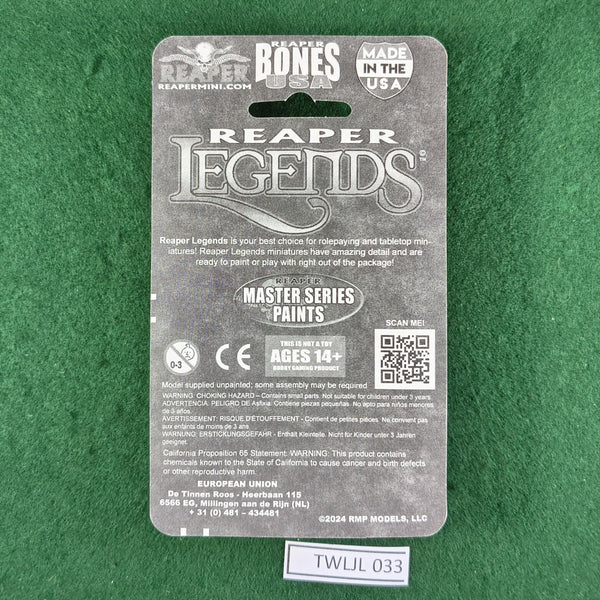 REAPER
REAPERMINI.COM
REAPER
BONES
USA
MADE
IN THE
USA
REAPER
LEGENDS
Reaper Legends is your best choice for rolepaying and tabletop min-
iatures! Reaper Legends miniatures have amazing detail and are
ready to paint or play with right out of the package!
REAPER
MASTER SERIES
PAINTS
SCAN ME!
0-3
CE
THIS IS NOT A TOY
AGES 14+
HOBBY GAMING PRODUCT
Model supplied unpainted; some assembly may be required
WARNING: CHOKING HAZARD – Contains small parts. Not suitable for children under 3 years.
ADVERTENCIA: PELIGRO DE Asfixia. Contiene piezas pequeñas. No apto para niños menores
de 3 años.
AVERTISSEMENT: RISQUE D'ÉTOUFFEMENT - Contient de petites pièces. Ne convient pas
aux enfants de moins de 3 ans
WARNUNG: ERSTICKUNGSGEFAHR - Enthält Kleinteile. Nicht für Kinder unter 3 Jahren
geeignet.
California Proposition 65 Statement: WARNING: This product contains
chemicals known to the State of California to cause cancer and birth defects
or other reproductive harm.
EUROPEAN UNION
De Tinnen Roos - Heerbaan 115
6566 EG, Millingen aan de Rijn (NL)
+ 31 (0) 481 - 434481
©2024 RMP MODELS, LLC
TWLJL 033